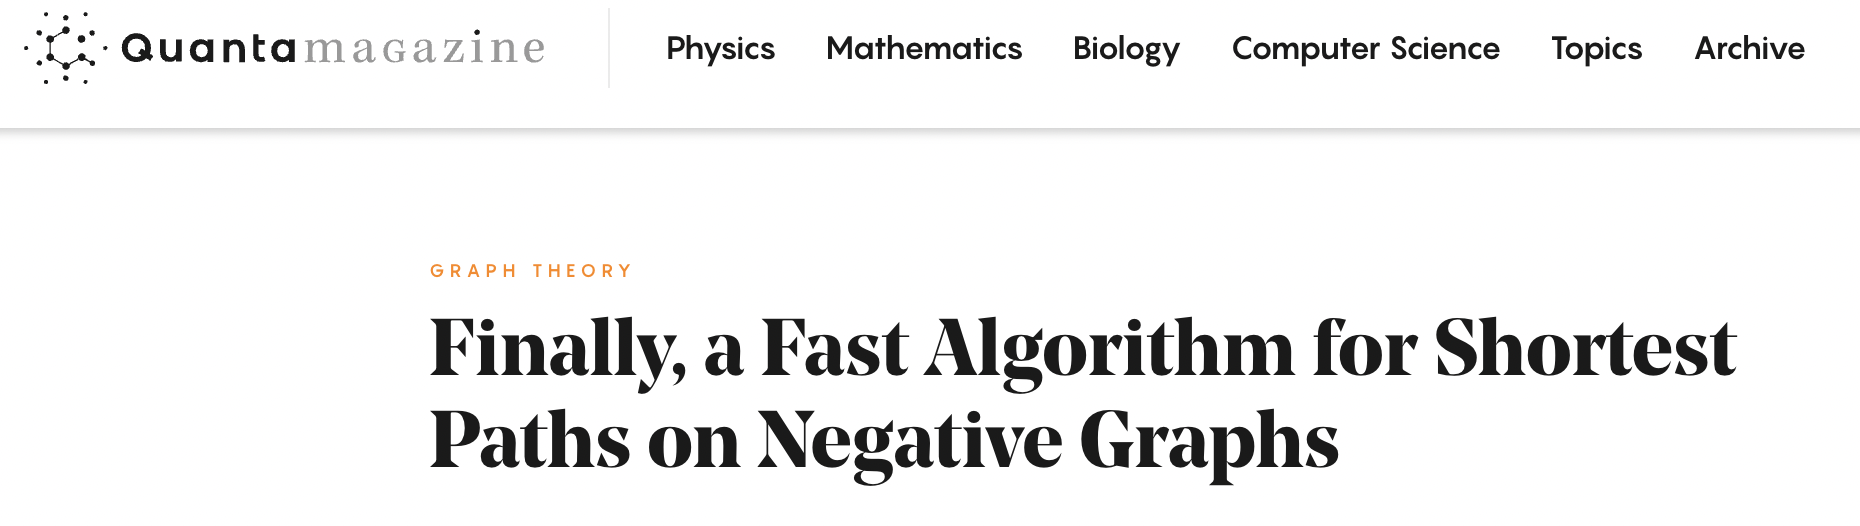 Quantamagazine
Physics Mathematics Biology Computer Science Topics Archive
GRAPH THEORY
Finally, a Fast Algorithm for Shortest
Paths on Negative Graphs